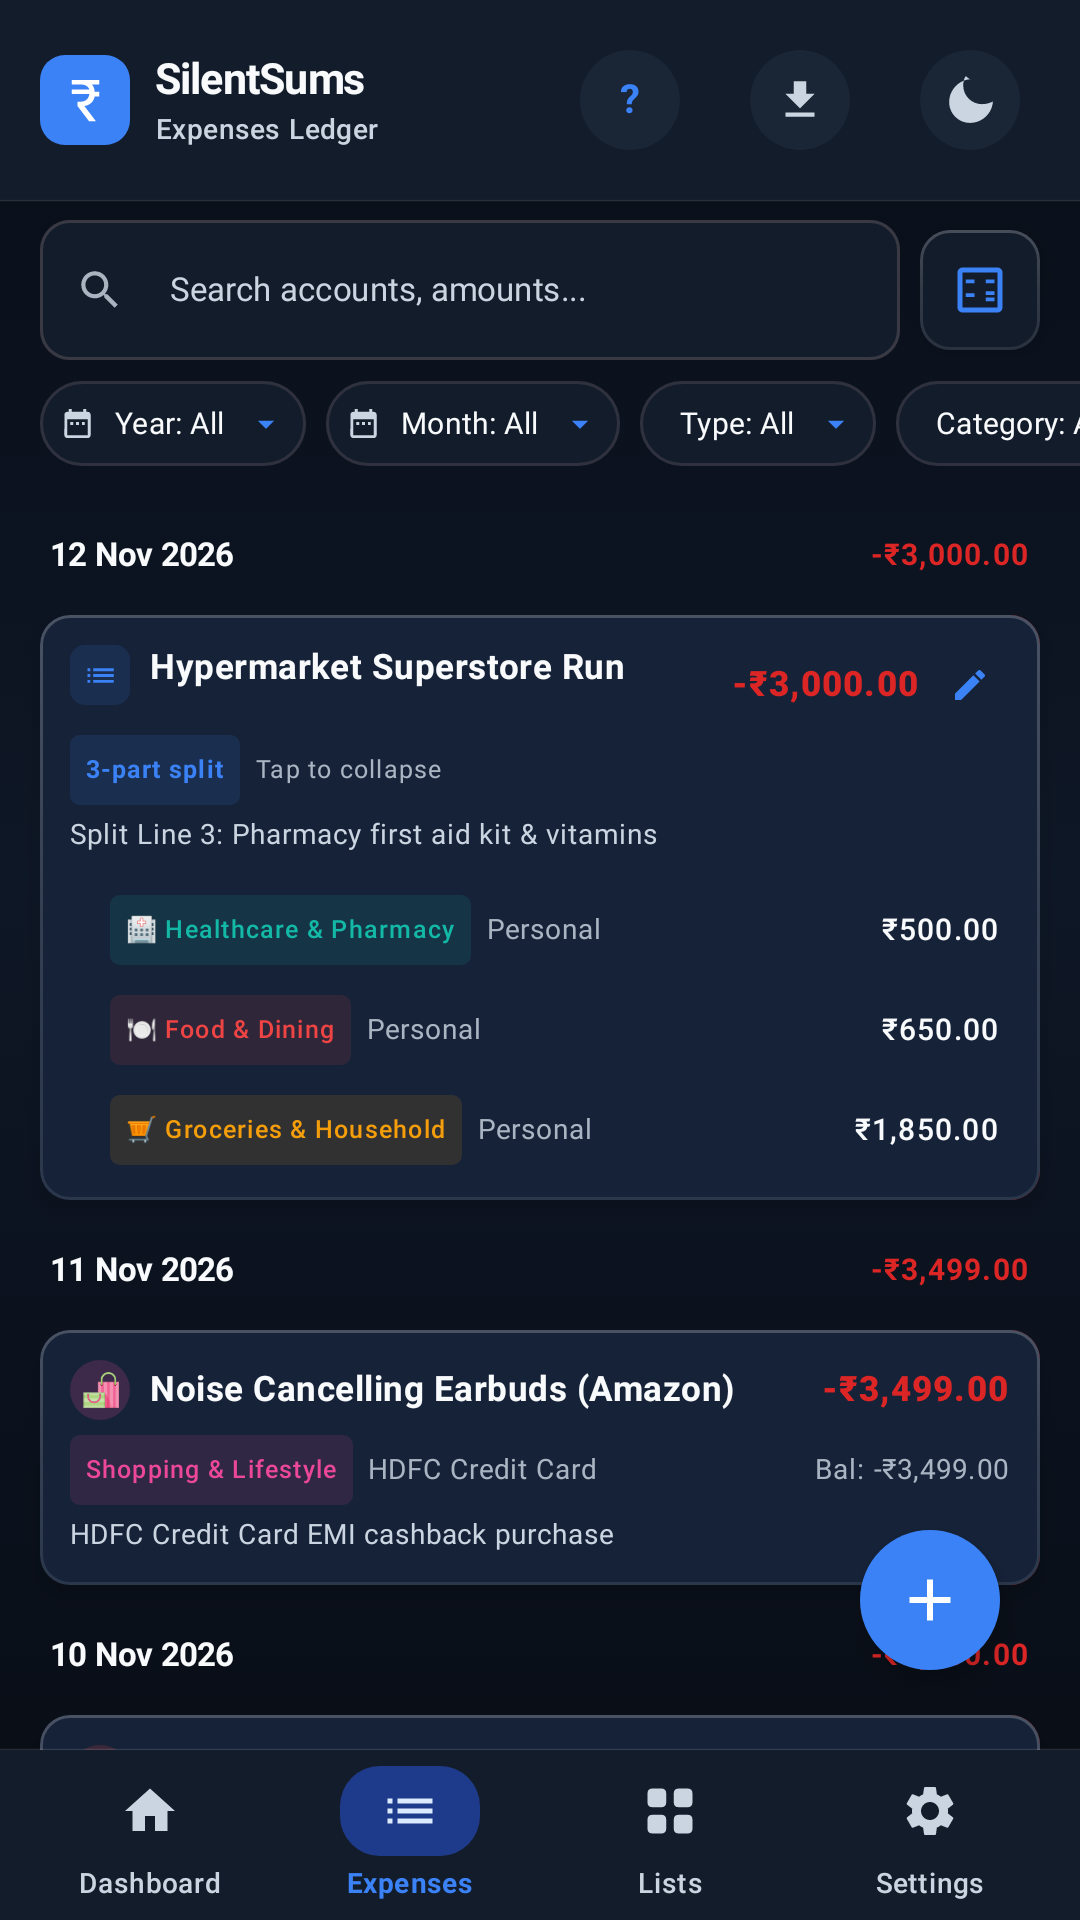 ₹
SilentSums
Expenses Ledger
?
Search accounts, amounts...
Year: All
Month: All
Type: All
Category:
12 Nov 2026
-₹3,000.00
Hypermarket Superstore Run
-₹3,000.00
3-part split
Tap to collapse
Split Line 3: Pharmacy first aid kit & vitamins
Healthcare & Pharmacy
Personal
₹500.00
Food & Dining
Personal
₹650.00
Groceries & Household
Personal
₹1,850.00
11 Nov 2026
-₹3,499.00
Noise Cancelling Earbuds (Amazon)
-₹3,499.00
Shopping & Lifestyle
HDFC Credit Card
Bal: -₹3,499.00
HDFC Credit Card EMI cashback purchase
10 Nov 2026
Dashboard
Expenses
Lists
Settings